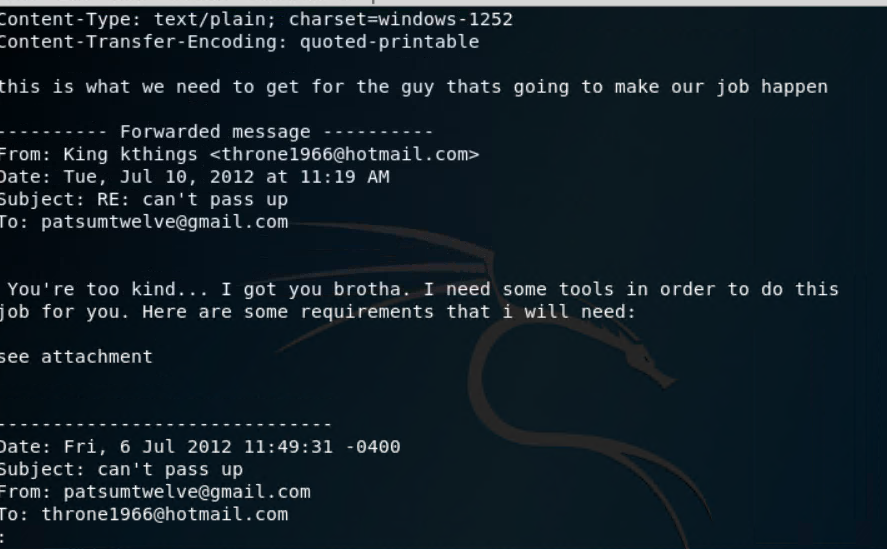 Content-Type: text/plain; charset=windows-1252
Content-Transfer-Encoding: quoted-printable
this is what we need to get for the guy thats going to make our job happen
---------- Forwarded message ----------
From: King kthings <throne1966@hotmail.com>
Date: Tue, Jul 10, 2012 at 11:19 AM
Subject: RE: can't pass up
To: patsumtwelve@gmail.com
You're too kind... I got you brotha. I need some tools in order to do this
job for you. Here are some requirements that i will need:
see attachment
------------------------------
Date: Fri, 6 Jul 2012 11:49:31 -0400
Subject: can't pass up
From: patsumtwelve@gmail.com
To: throne1966@hotmail.com
: